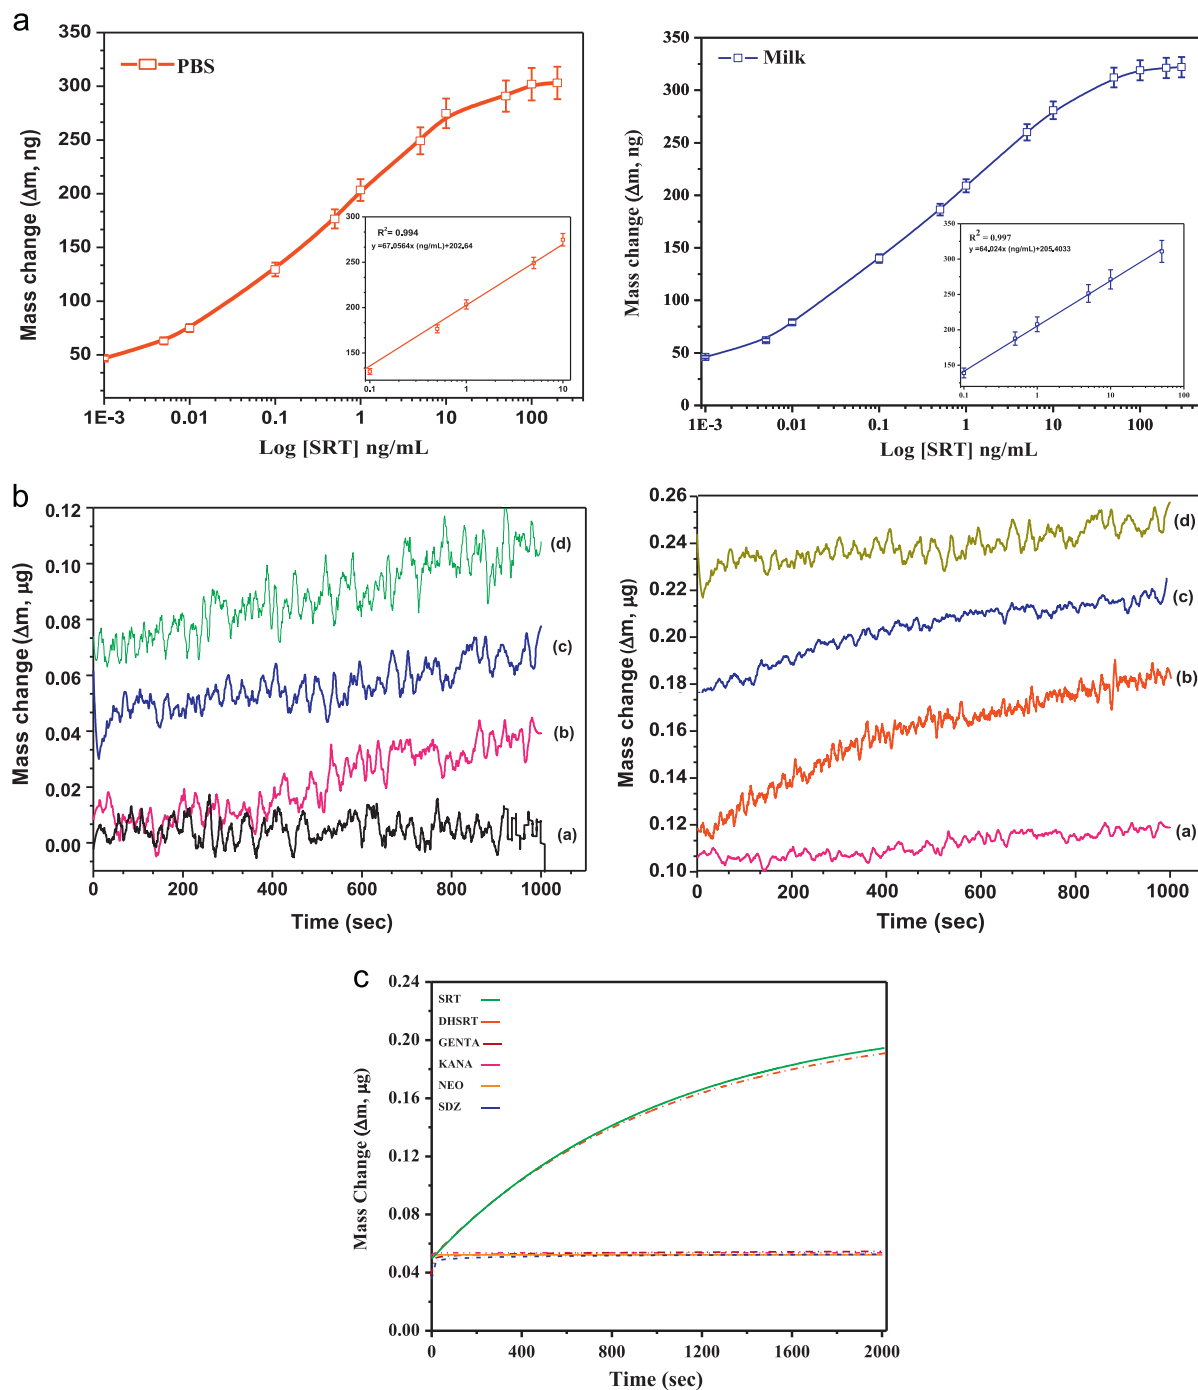 a
350
300
250
200
150
100
50
Mass change (Δm, ng)
PBS
1E-3 0.01 0.1 1 10 100
Log [SRT] ng/mL
300
250
200
150
R²= 0.994
y =67.0564x (ng/mL)+202.64
0.1 1 10
350
300
250
200
150
100
50
0
Mass change (Δm, ng)
Milk
1E-3 0.01 0.1 1 10 100
Log [SRT] ng/mL
350
300
250
200
150
R² = 0.997
y =64.024x (ng/mL)+205.4033
0.1 1 10 100
b
0.12
0.10
0.08
0.06
0.04
0.02
0.00
Mass change (Δm, µg)
(d)
(c)
(b)
(a)
0 200 400 600 800 1000
Time (sec)
0.26
0.24
0.22
0.20
0.18
0.16
0.14
0.12
0.10
Mass change (Δm, µg)
(d)
(c)
(b)
(a)
0 200 400 600 800 1000
Time (sec)
c
0.24
0.20
0.16
0.12
0.08
0.04
0.00
Mass Change (Δm, µg)
SRT
DHSRT
GENTA
KANA
NEO
SDZ
0 400 800 1200 1600 2000
Time (sec)